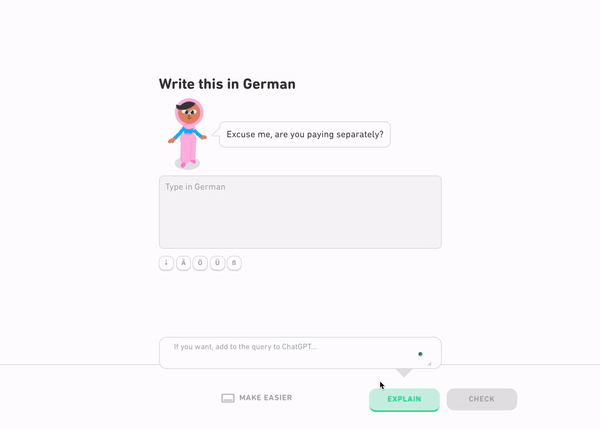 Write this in German
Excuse me, are you paying separately?
Type in German
↓ Ä Ö Ü ß
If you want, add to the query to ChatGPT...
MAKE EASIER
EXPLAIN
CHECK